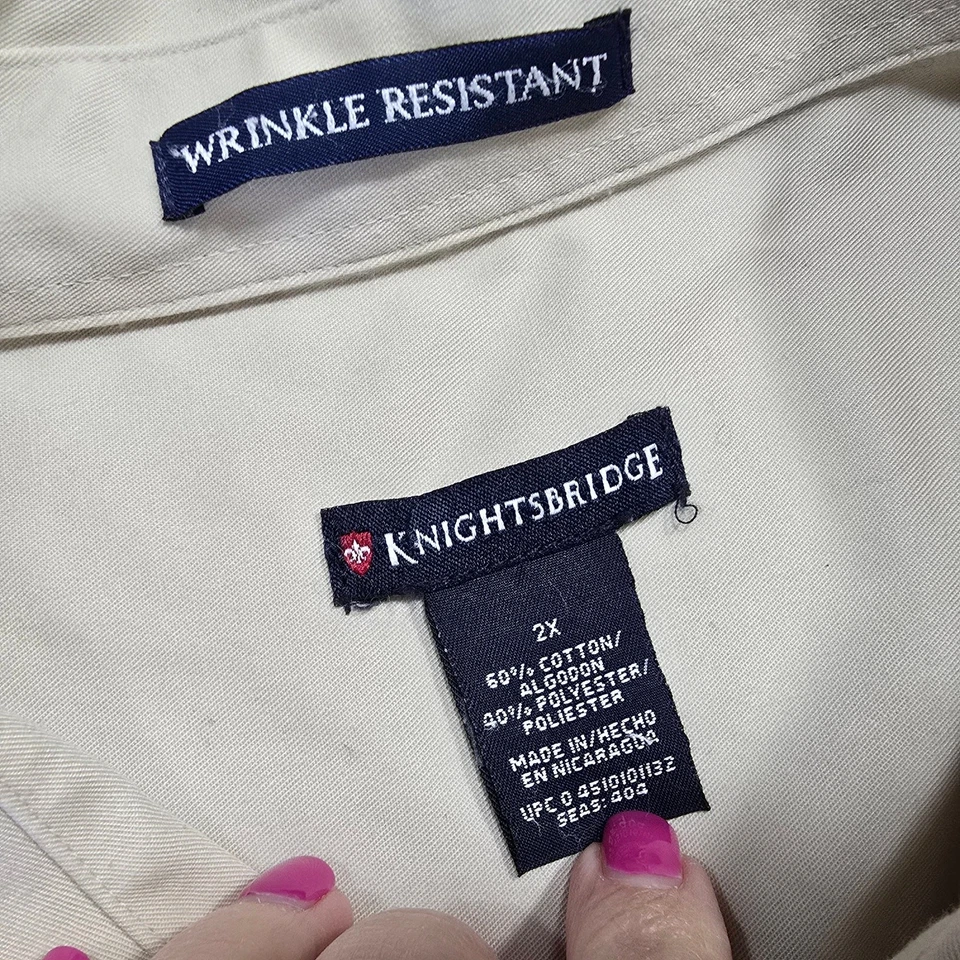 WRINKLE RESISTANT
KNIGHTSBRIDGE
2X
60% COTTON/
ALGODON
40% POLYESTER/
POLIESTER
MADE IN/HECHO
EN NICARAGUA
UPC 0 4510101132
SEAS: 404